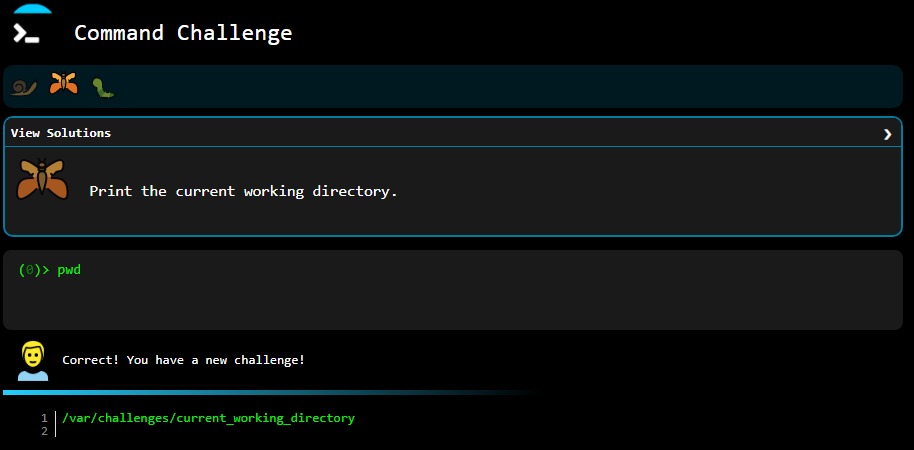 Command Challenge
View Solutions
Print the current working directory.
(0)> pwd
Correct! You have a new challenge!
1 /var/challenges/current_working_directory
2